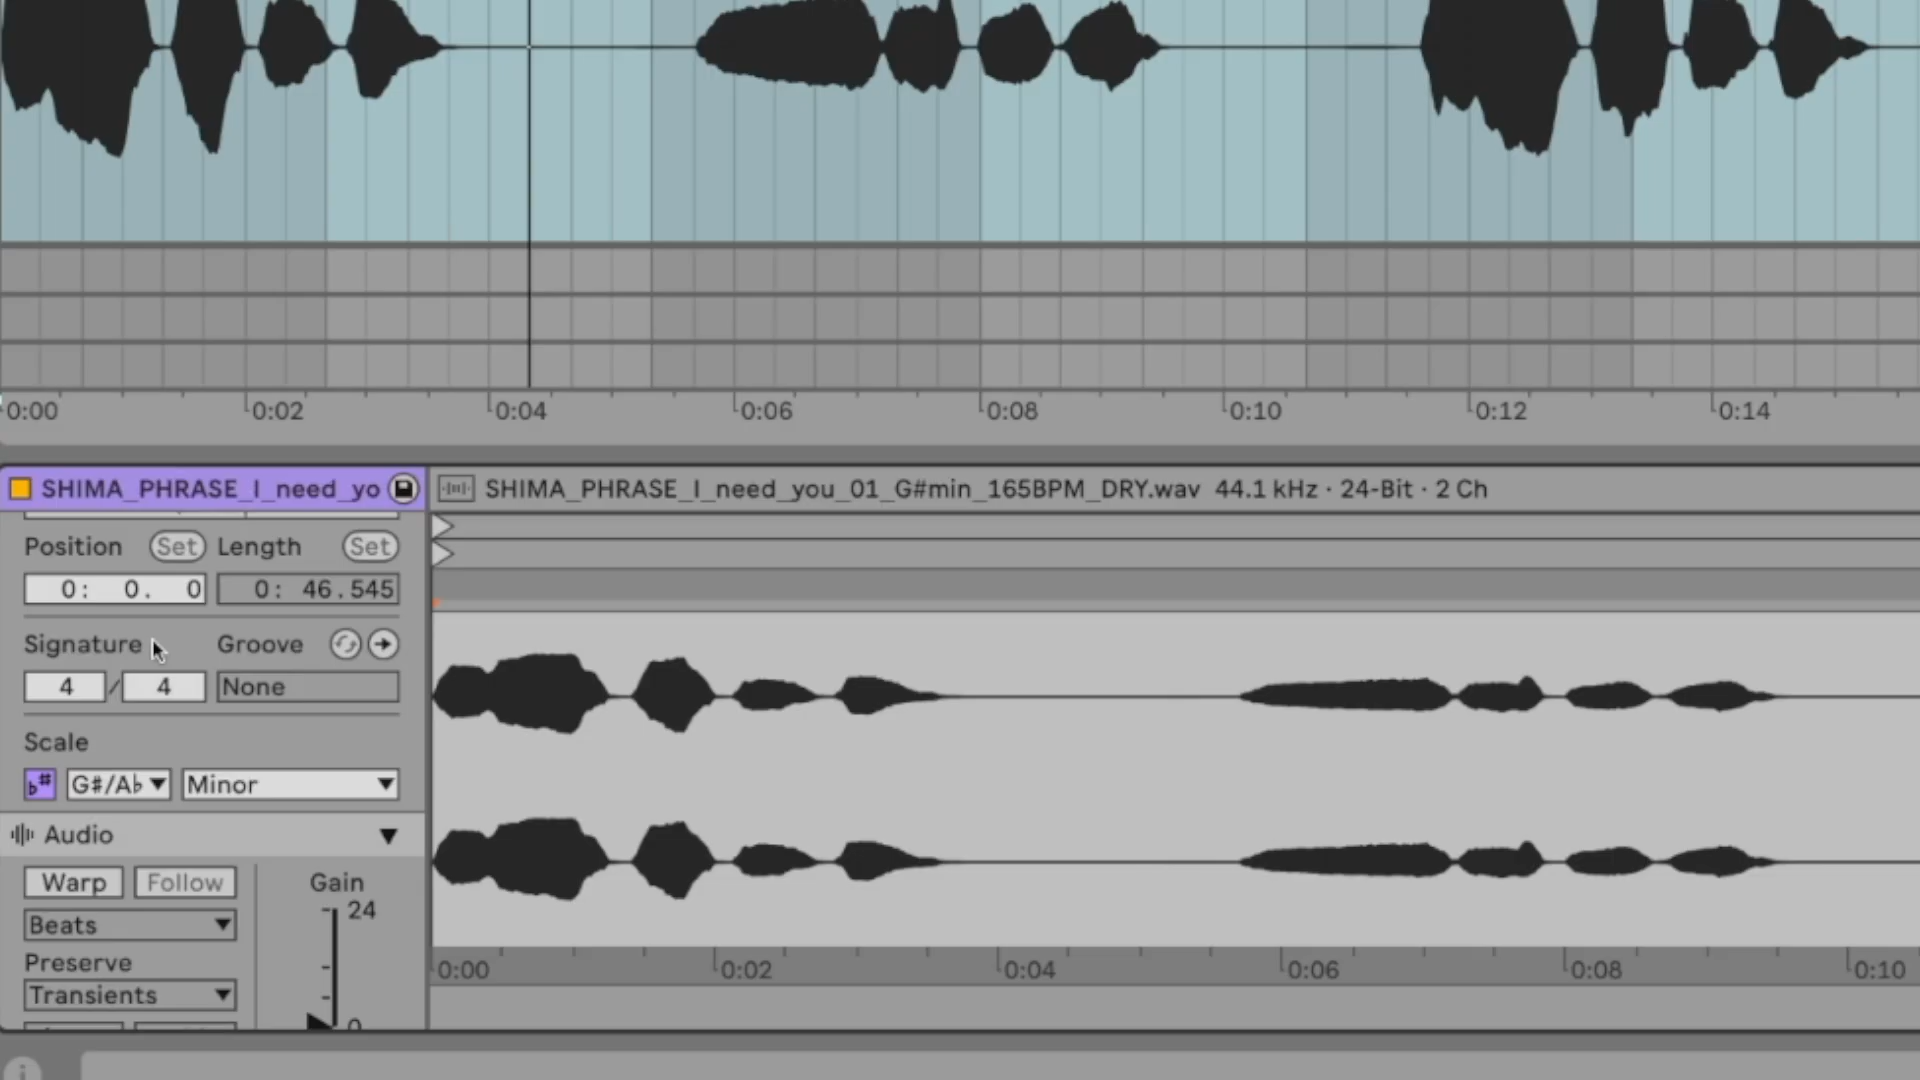 0:00 0:02 0:04 0:06 0:08 0:10 0:12 0:14
SHIMA_PHRASE_I_need_yo
SHIMA_PHRASE_I_need_you_01_G#min_165BPM_DRY.wav 44.1 kHz · 24-Bit · 2 Ch
Position Set Length Set
0: 0. 0 0: 46.545
Signature Groove
4 / 4 None
Scale
♭# G#/A♭ Minor
Audio
Warp Follow Gain
24
Beats
Preserve
Transients
0
0:00 0:02 0:04 0:06 0:08 0:10